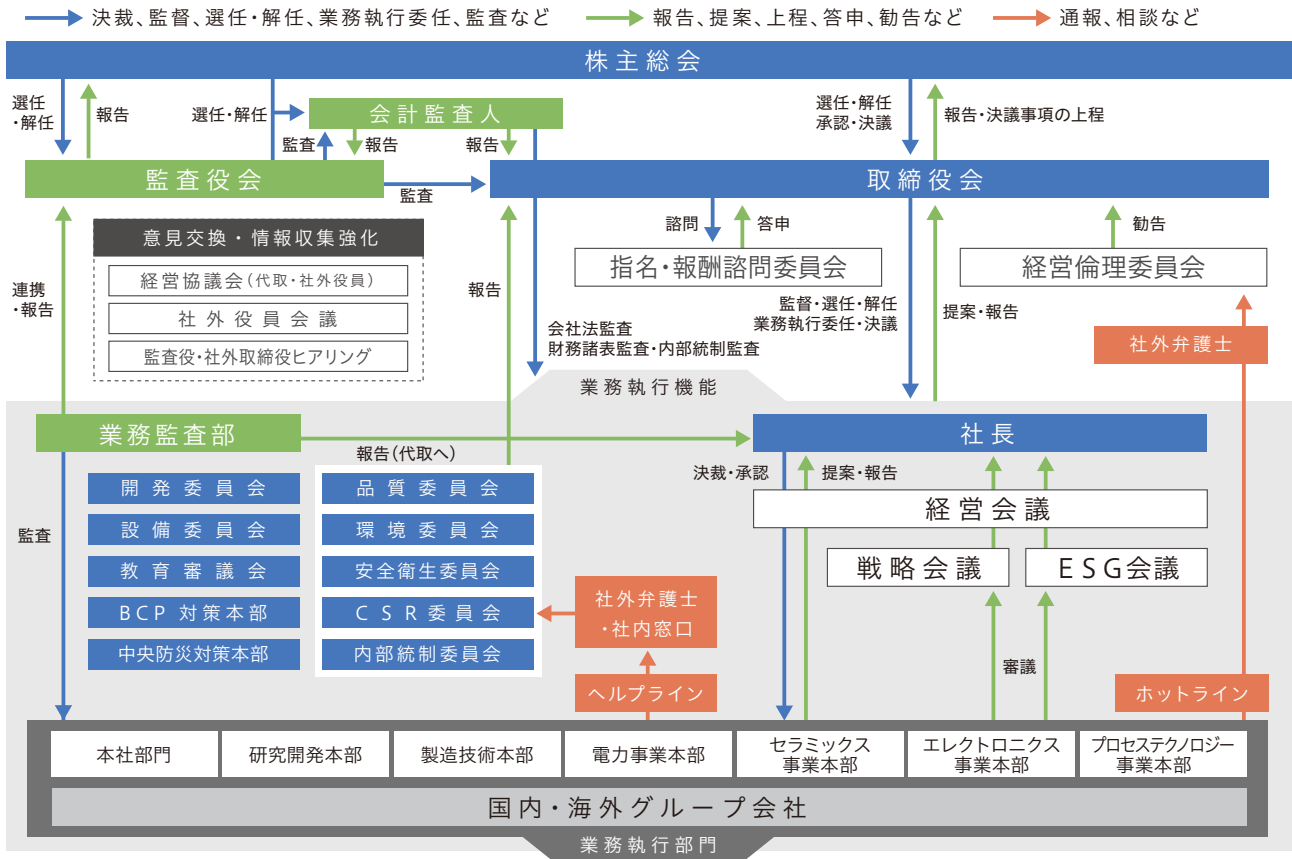 決裁、監督、選任・解任、業務執行委任、監査など
報告、提案、上程、答申、勧告など
通報、相談など
株主総会
選任
・解任
報告
選任・解任
会計監査人
選任・解任
承認・決議
報告・決議事項の上程
監査
報告
報告
監査役会
監査
取締役会
意見交換・情報収集強化
経営協議会(代取・社外役員)
社外役員会議
監査役・社外取締役ヒアリング
連携
・報告
報告
諮問
答申
勧告
指名・報酬諮問委員会
経営倫理委員会
監督・選任・解任
業務執行委任・決議
提案・報告
会社法監査
財務諸表監査・内部統制監査
社外弁護士
業務執行機能
業務監査部
社長
報告(代取へ)
決裁・承認
提案・報告
監査
開発委員会
設備委員会
教育審議会
BCP 対策本部
中央防災対策本部
品質委員会
環境委員会
安全衛生委員会
CSR委員会
内部統制委員会
経営会議
戦略会議
ESG会議
社外弁護士
・社内窓口
ヘルプライン
審議
ホットライン
本社部門
研究開発本部
製造技術本部
電力事業本部
セラミックス
事業本部
エレクトロニクス
事業本部
プロセステクノロジー
事業本部
国内・海外グループ会社
業務執行部門